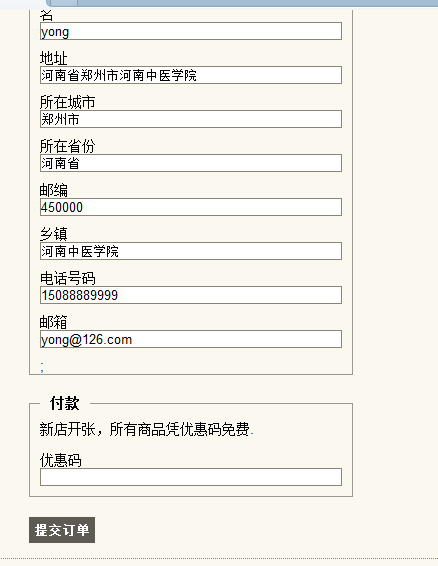 名
yong
地址
河南省郑州市河南中医学院
所在城市
郑州市
所在省份
河南省
邮编
450000
乡镇
河南中医学院
电话号码
15088889999
邮箱
yong@126.com
;
付款
新店开张，所有商品凭优惠码免费.
优惠码
提交订单